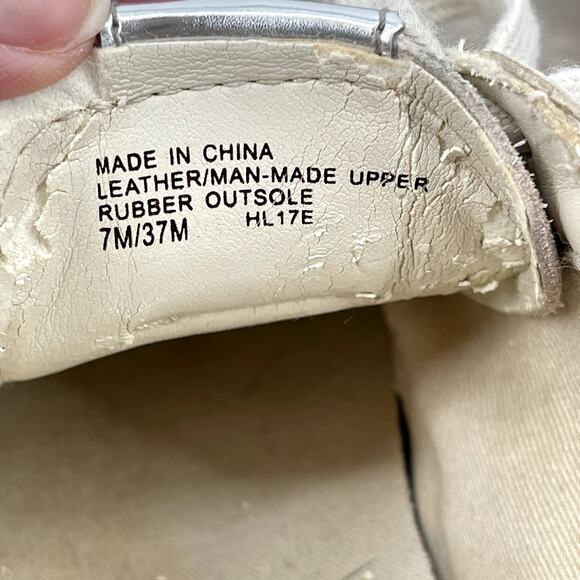 MADE IN CHINA
LEATHER/MAN-MADE UPPER
RUBBER OUTSOLE
7M/37M HL17E